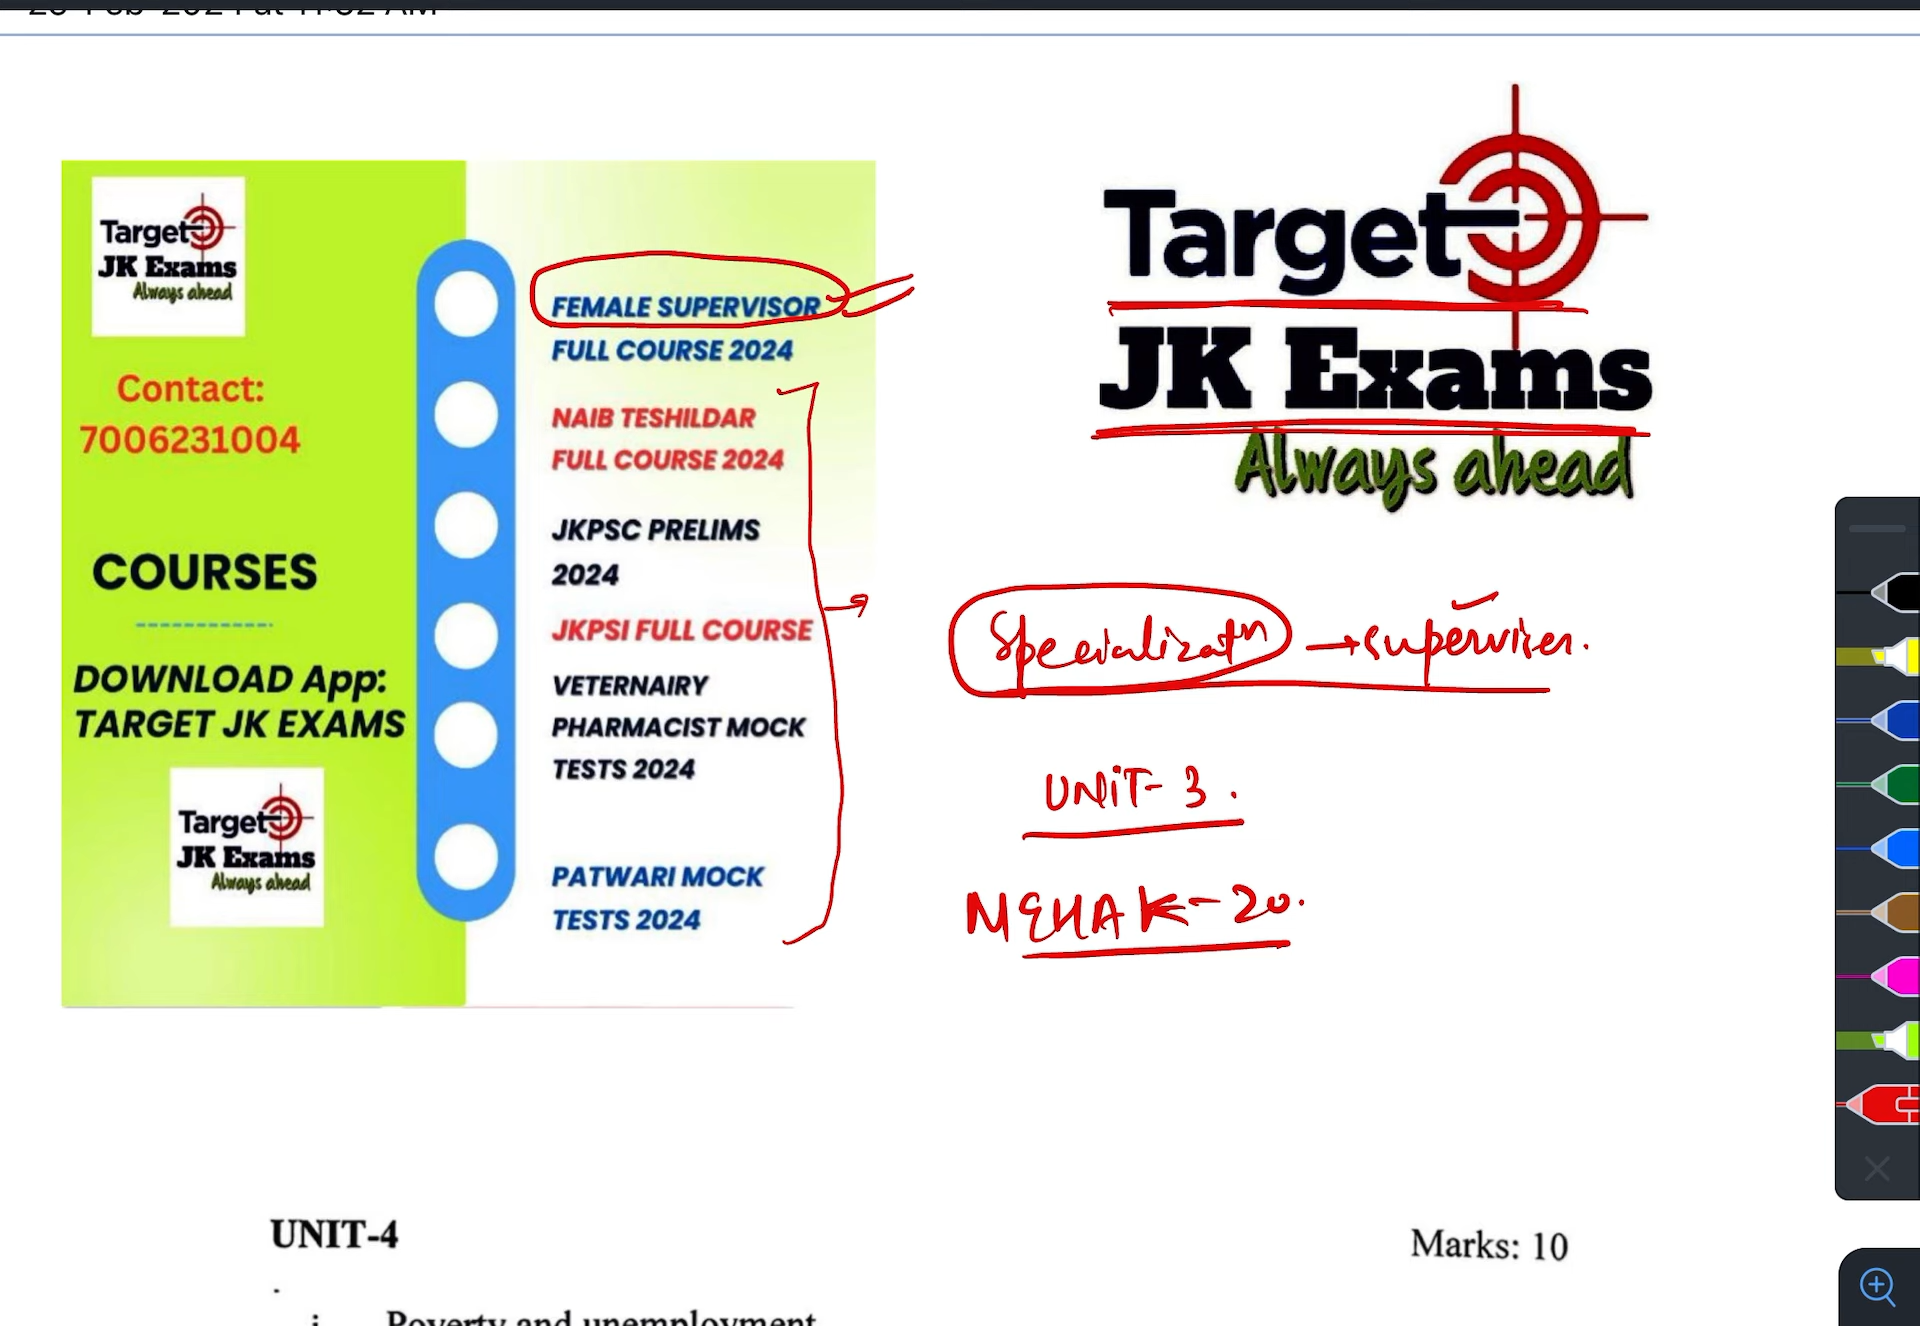 Target
JK Exams
Always ahead
Contact:
7006231004
COURSES
-----------
DOWNLOAD App:
TARGET JK EXAMS
Target
JK Exams
Always ahead
FEMALE SUPERVISOR
FULL COURSE 2024
NAIB TESHILDAR
FULL COURSE 2024
JKPSC PRELIMS
2024
JKPSI FULL COURSE
VETERNAIRY
PHARMACIST MOCK
TESTS 2024
PATWARI MOCK
TESTS 2024
Target
JK Exams
Always ahead
Specializatn → supervisor.
UNIT- 3.
MEHAK-20.
UNIT-4
Marks: 10
i Poverty and unemployment